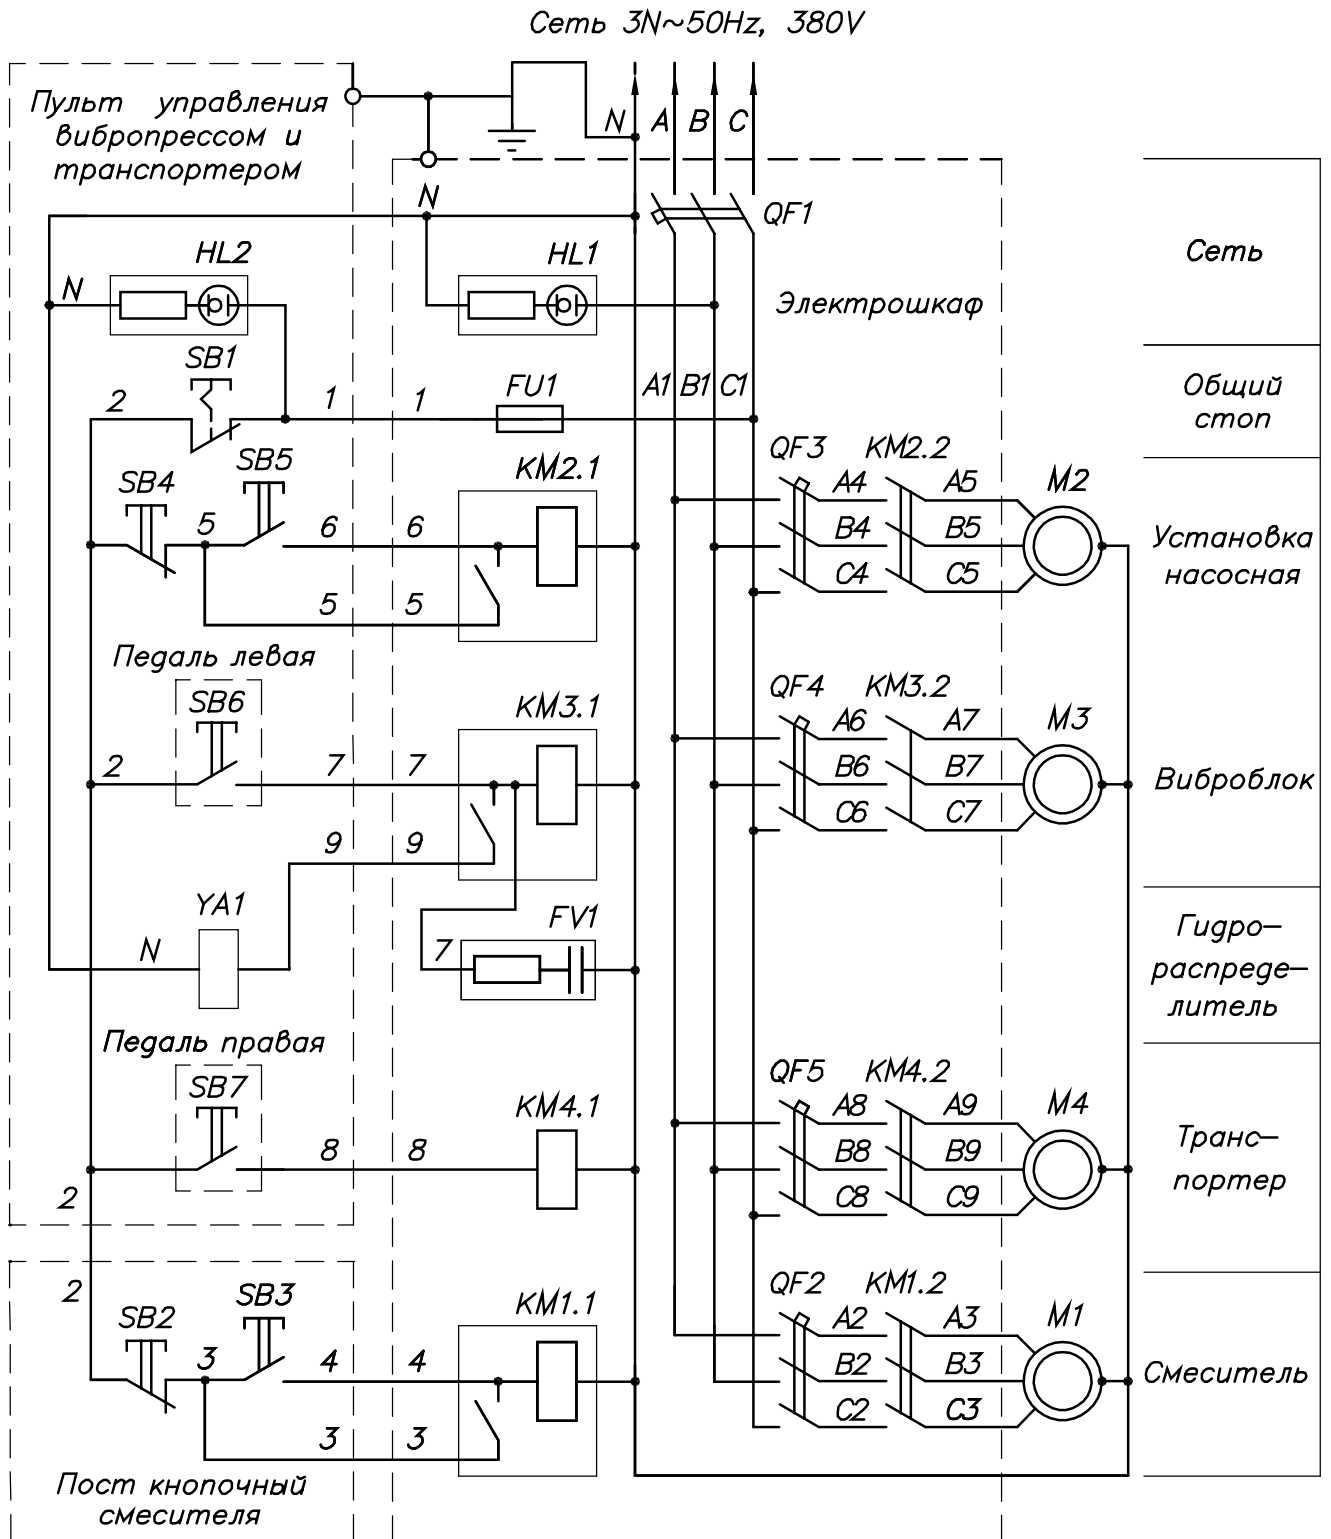 Сеть 3N~50Hz, 380V
Пульт управления
вибропрессом и
транспортером
N A B C
N
QF1
Сеть
HL2
HL1
N
Электрошкаф
SB1
2
1
1
FU1
A1 B1 C1
Общий
стоп
SB5
SB4
KM2.1
QF3
KM2.2
M2
A4
A5
5
6
6
B4
B5
Установка
насосная
C4
C5
5
5
Педаль левая
SB6
KM3.1
QF4
KM3.2
M3
A6
A7
2
7
7
B6
B7
Виброблок
C6
C7
9
9
YA1
FV1
N
7
Гидро-
распреде-
литель
Педаль правая
SB7
KM4.1
QF5
KM4.2
M4
A8
A9
8
8
B8
B9
Транс-
портер
C8
C9
2
2
SB3
SB2
KM1.1
QF2
KM1.2
M1
A2
A3
3
4
4
B2
B3
Смеситель
C2
C3
3
3
Пост кнопочный
смесителя